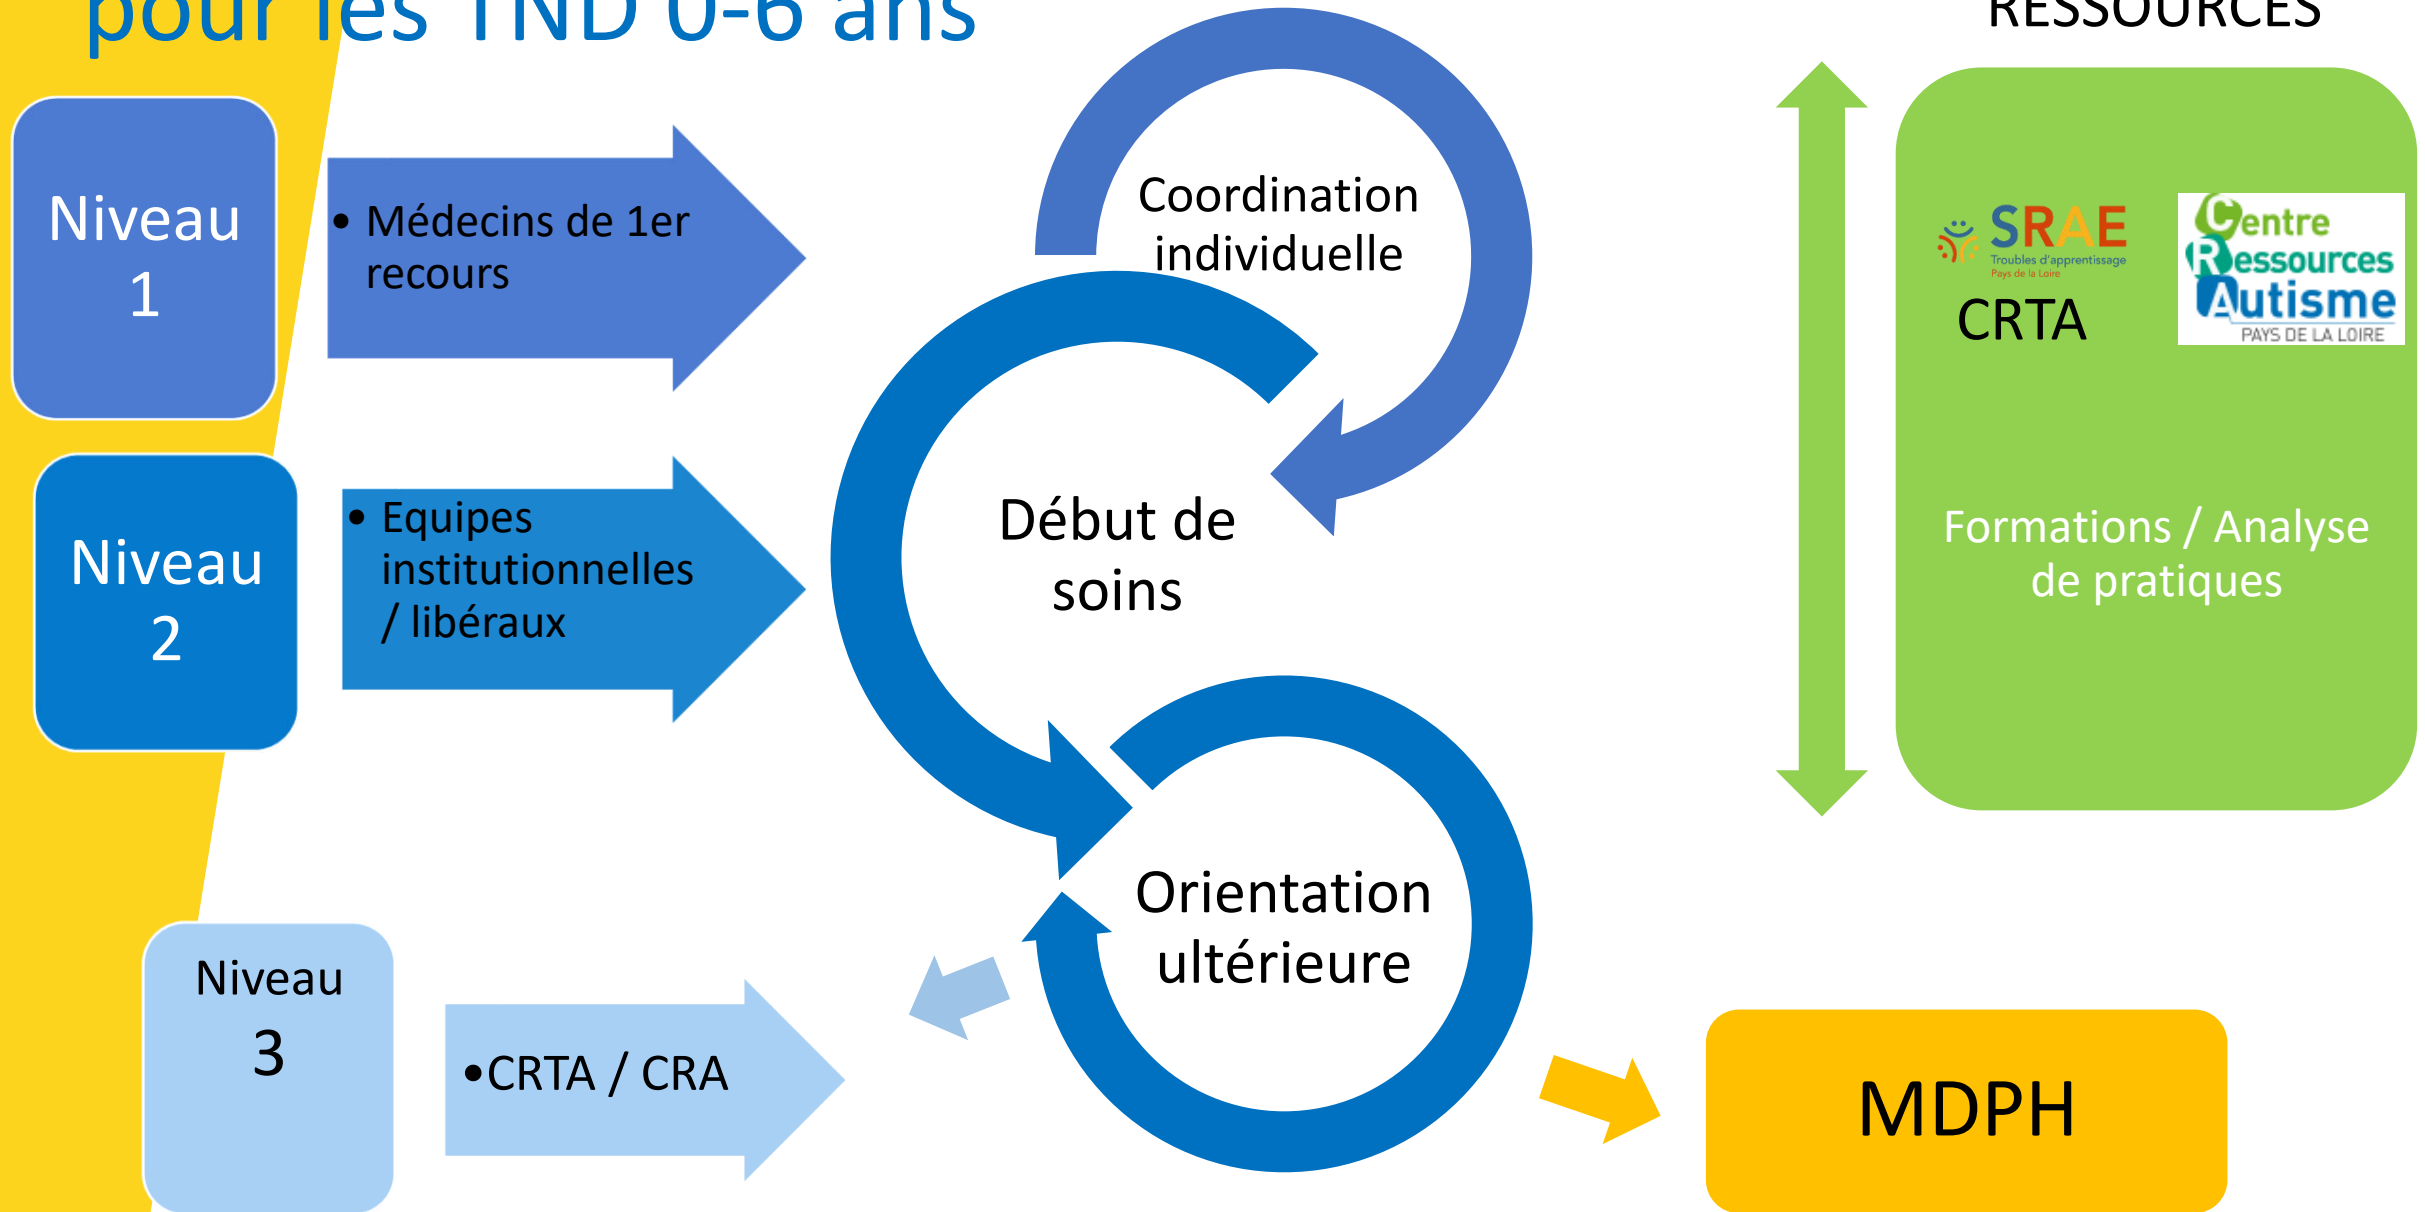 pour les TND 0-6 ans
RESSOURCES
Niveau
1
• Médecins de 1er
recours
Coordination
individuelle
SRAE
Troubles d'apprentissage
Pays de la Loire
CRTA
Centre
Ressources
Autisme
PAYS DE LA LOIRE
Niveau
2
• Equipes
institutionnelles
/ libéraux
Début de
soins
Formations / Analyse
de pratiques
Niveau
3
•CRTA / CRA
Orientation
ultérieure
MDPH